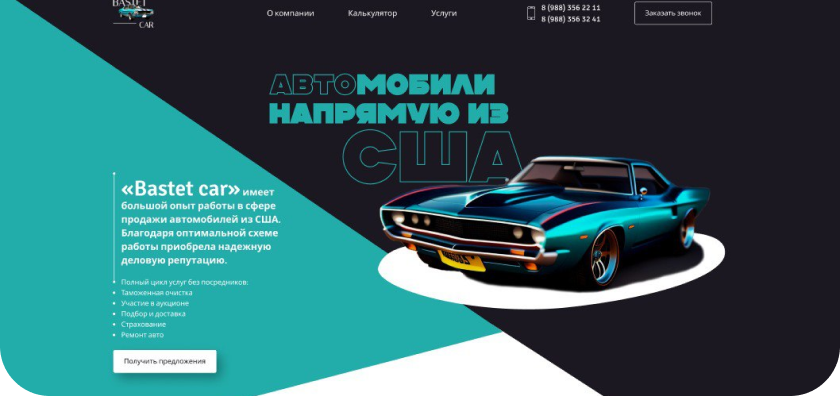 BASTET
CAR
О компании
Калькулятор
Услуги
8 (988) 356 22 11
8 (988) 356 32 41
Заказать звонок
АВТОМОБИЛИ
НАПРЯМУЮ ИЗ
США
«Bastet car» имеет
большой опыт работы в сфере
продажи автомобилей из США.
Благодаря оптимальной схеме
работы приобрела надежную
деловую репутацию.
Полный цикл услуг без посредников:
Таможенная очистка
Участие в аукционе
Подбор и доставка
Страхование
Ремонт авто
Получить предложения